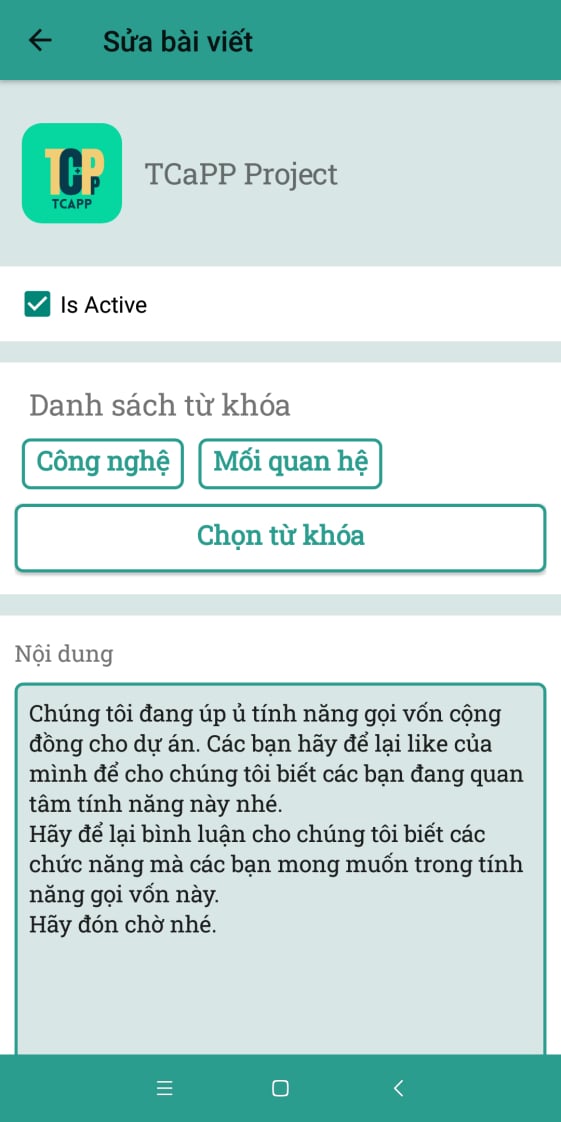 Sửa bài viết
TCP
P
TCAPP
TCaPP Project
Is Active
Danh sách từ khóa
Công nghệ
Mối quan hệ
Chọn từ khóa
Nội dung
Chúng tôi đang úp ủ tính năng gọi vốn cộng
đồng cho dự án. Các bạn hãy để lại like của
mình để cho chúng tôi biết các bạn đang quan
tâm tính năng này nhé.
Hãy để lại bình luận cho chúng tôi biết các
chức năng mà các bạn mong muốn trong tính
năng gọi vốn này.
Hãy đón chờ nhé.